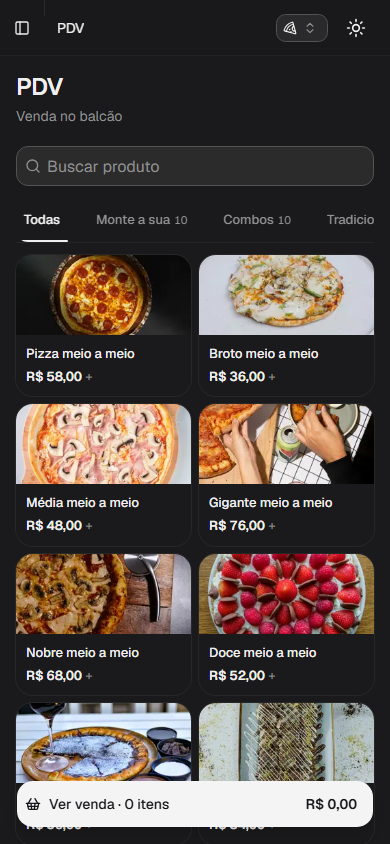 PDV
PDV
Venda no balcão
Buscar produto
Todas Monte a sua 10 Combos 10 Tradicio
Pizza meio a meio
R$ 58,00 +
Broto meio a meio
R$ 36,00 +
Média meio a meio
R$ 48,00 +
Gigante meio a meio
R$ 76,00 +
Nobre meio a meio
R$ 68,00 +
Doce meio a meio
R$ 52,00 +
Ver venda · 0 itens R$ 0,00